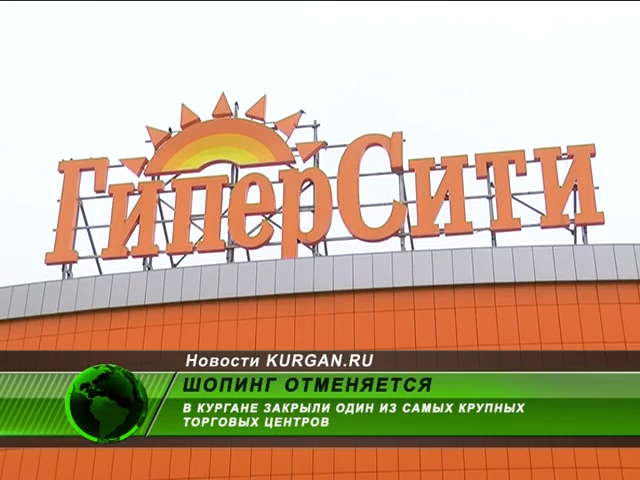 ГиперСити
Новости KURGAN.RU
ШОПИНГ ОТМЕНЯЕТСЯ
В КУРГАНЕ ЗАКРЫЛИ ОДИН ИЗ САМЫХ КРУПНЫХ
ТОРГОВЫХ ЦЕНТРОВ